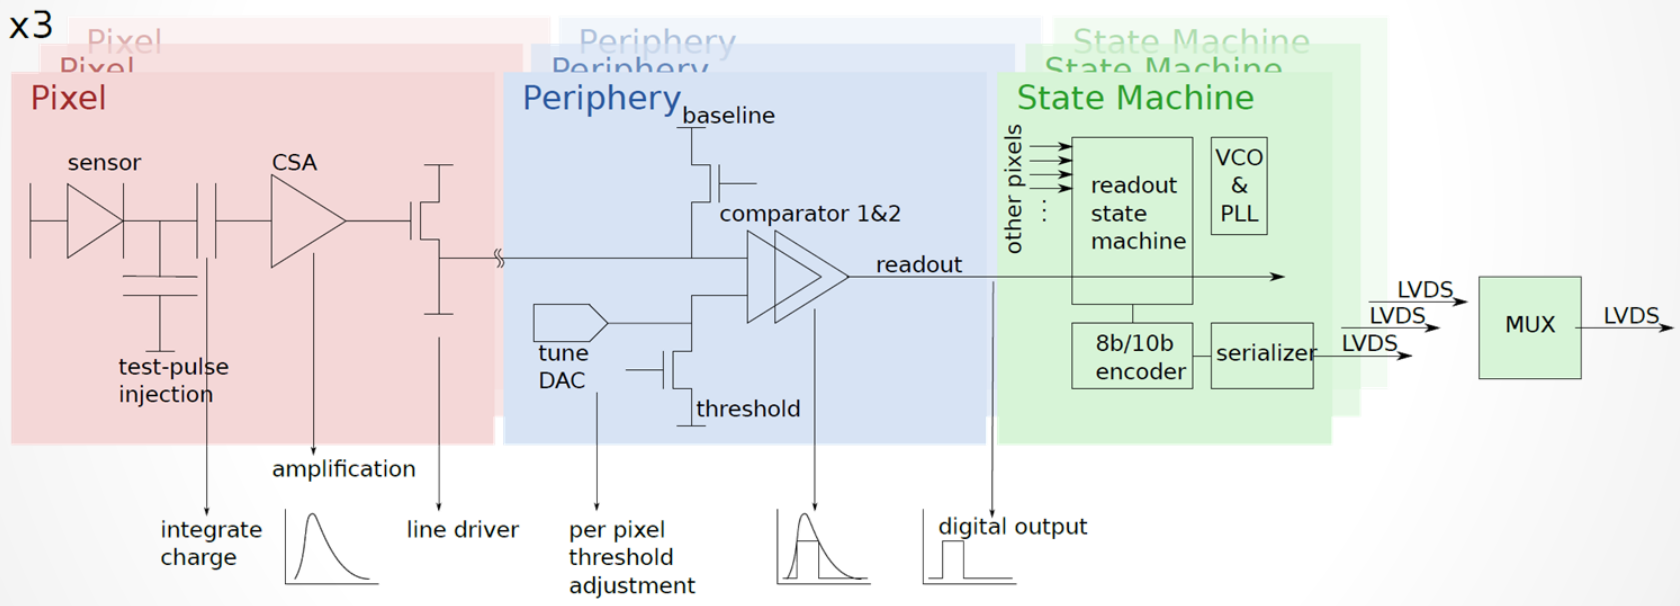 x3
Pixel
Periphery
State Machine
Pixel
Periphery
State Machine
Pixel
Periphery
State Machine
baseline
sensor
CSA
other pixels
readout
state
machine
VCO
&
PLL
comparator 1&2
readout
LVDS
LVDS
LVDS
MUX
LVDS
tune
DAC
8b/10b
encoder
serializer
test-pulse
injection
threshold
amplification
integrate
charge
line driver
per pixel
threshold
adjustment
digital output